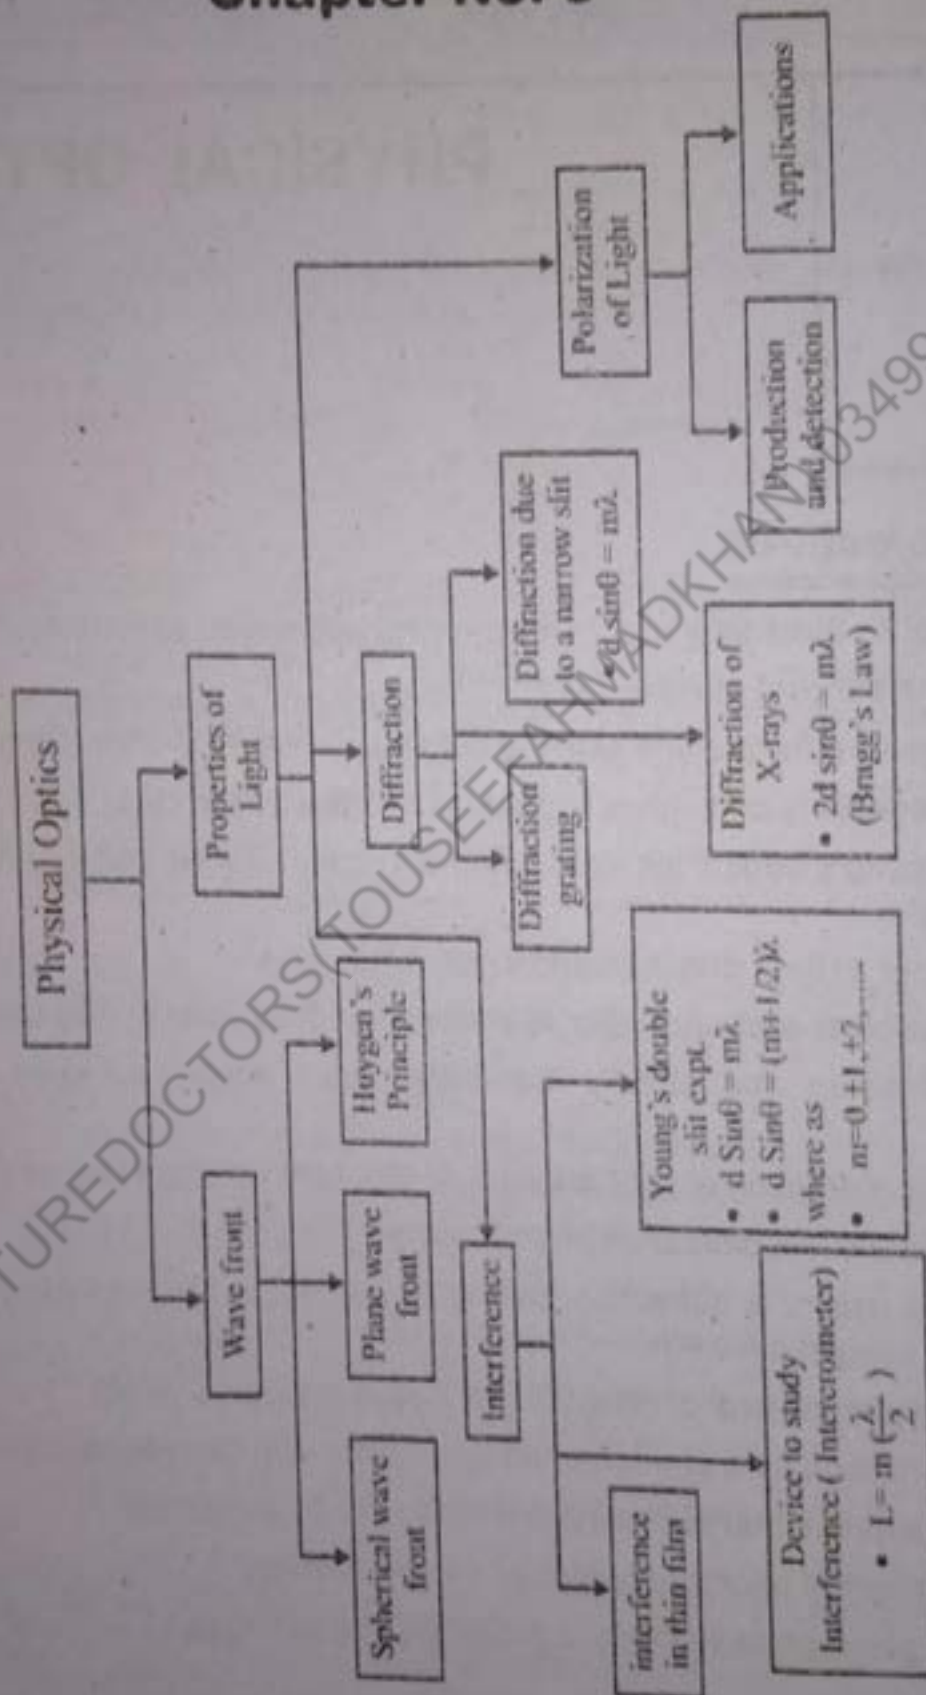 Physical Optics
Wave front
Properties of
Light
Spherical wave
front
Plane wave
front
Huygen's
Principle
Interference
Diffraction
Polarization
of Light
interference
in thin film
Device to study
Interference ( Intercrometer)
• L= m (λ/2)
Young's double
slit expt.
• d Sinθ = mλ
• d Sinθ = (m+1/2)λ
where as
• m=0,±1,±2,......
Diffraction
grating
Diffraction of
X-rays
• 2d sinθ = mλ
(Bragg's Law)
Diffraction due
to a narrow slit
• d sinθ = mλ
Production
and detection
Applications
TUREDOCTORS(TOUSEEFAHMADKHAN)